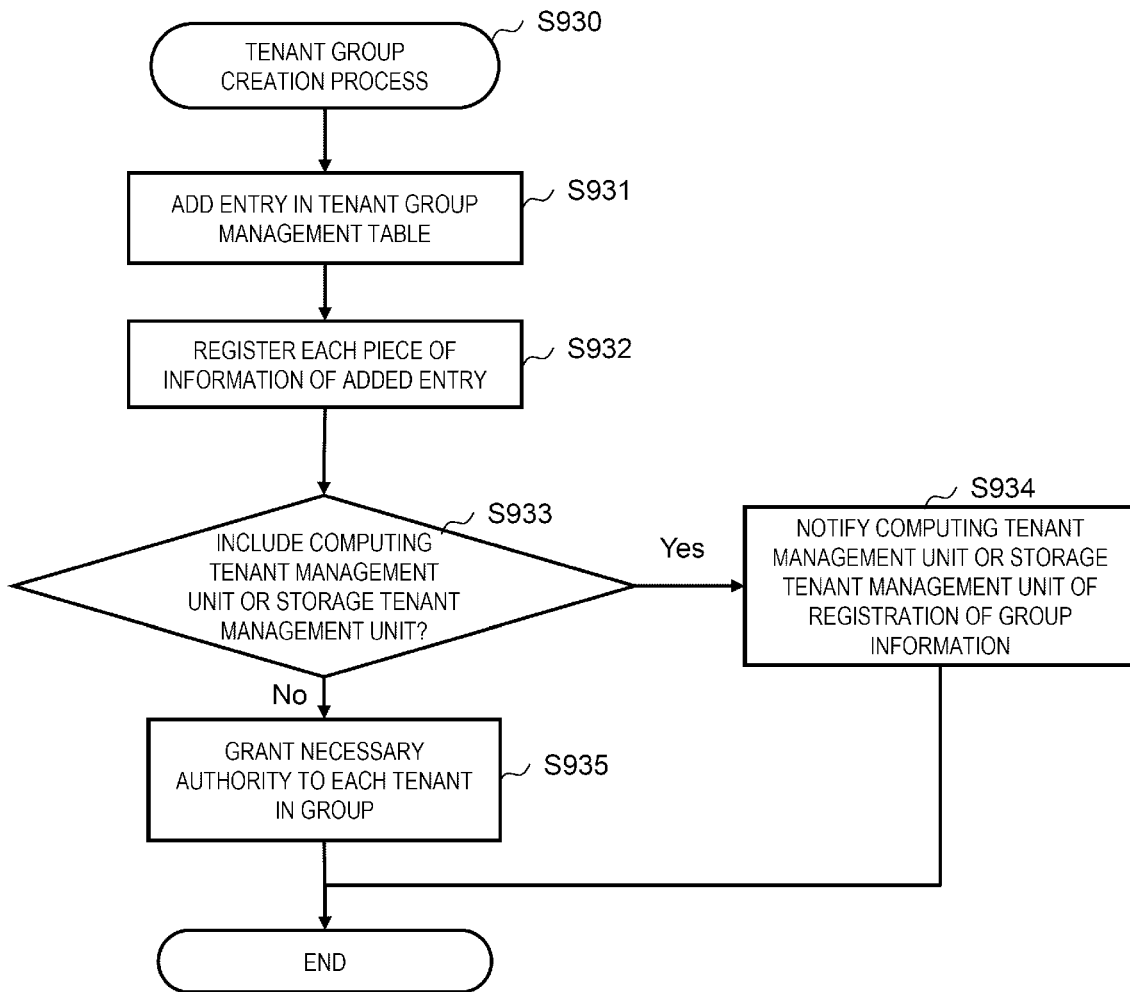 S930
TENANT GROUP
CREATION PROCESS
S931
ADD ENTRY IN TENANT GROUP
MANAGEMENT TABLE
S932
REGISTER EACH PIECE OF
INFORMATION OF ADDED ENTRY
S933
INCLUDE COMPUTING
TENANT MANAGEMENT
UNIT OR STORAGE TENANT
MANAGEMENT UNIT?
Yes
S934
NOTIFY COMPUTING TENANT
MANAGEMENT UNIT OR STORAGE
TENANT MANAGEMENT UNIT OF
REGISTRATION OF GROUP
INFORMATION
No
S935
GRANT NECESSARY
AUTHORITY TO EACH TENANT
IN GROUP
END